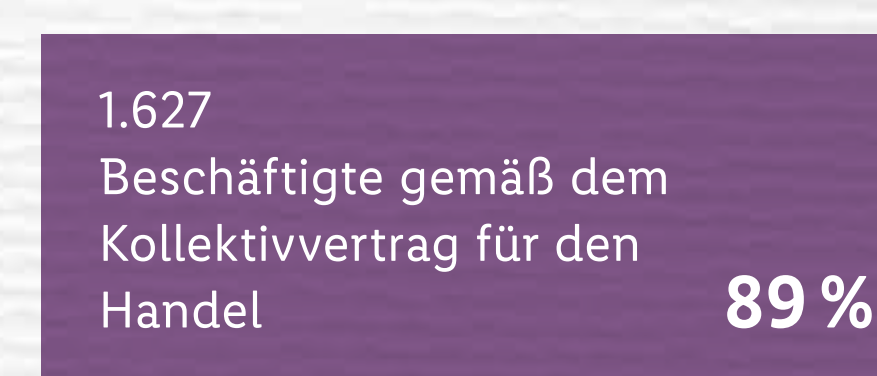 1.627
Beschäftigte gemäß dem
Kollektivvertrag für den
Handel
89 %